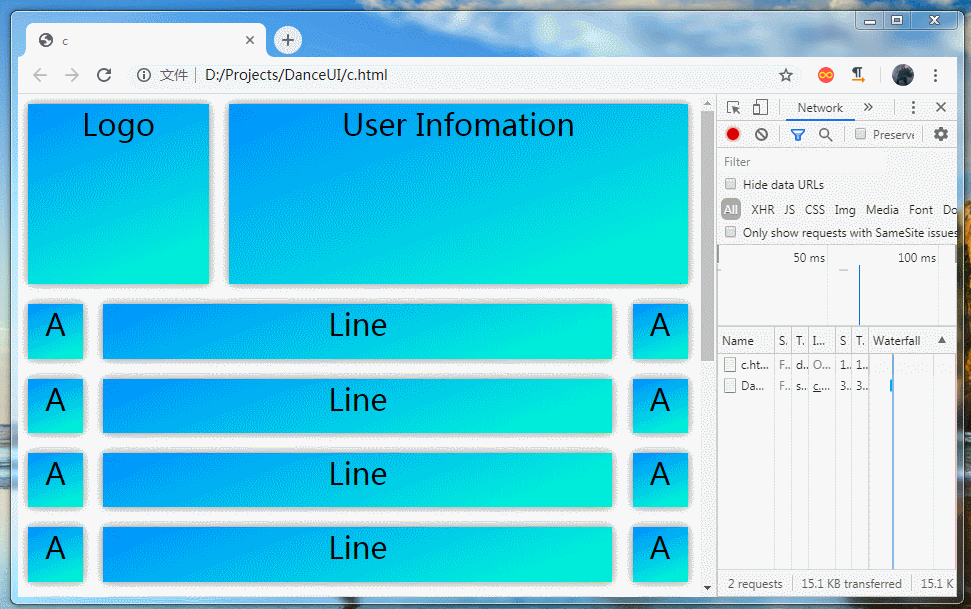 c
文件 D:/Projects/DanceUI/c.html
Network
Preserv
Filter
Hide data URLs
All XHR JS CSS Img Media Font Do
Only show requests with SameSite issues
50 ms 100 ms
Name S. T. I... S T. Waterfall
c.ht... F.. d.. O... 1.. 1..
Da... F.. s.. c.... 3.. 3..
2 requests 15.1 KB transferred 15.1 K
Logo User Infomation
A Line A
A Line A
A Line A
A Line A